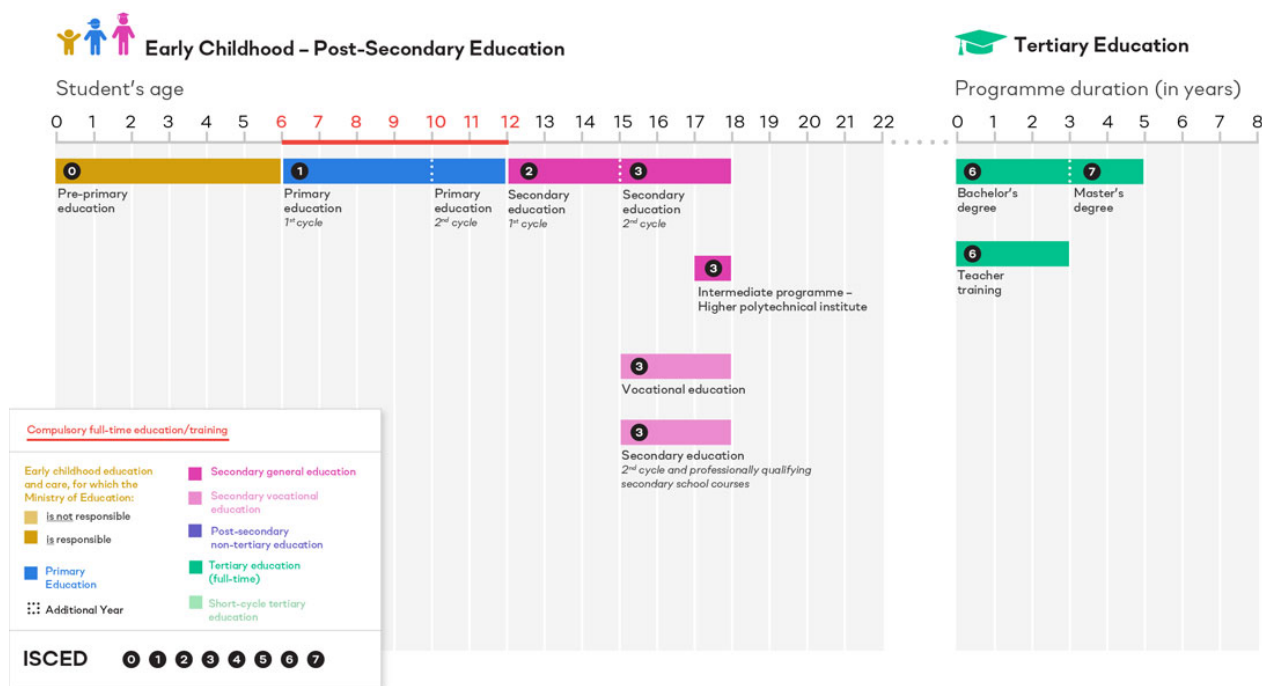 Early Childhood – Post-Secondary Education
Tertiary Education
Student's age
Programme duration (in years)
0 1 2 3 4 5 6 7 8 9 10 11 12 13 14 15 16 17 18 19 20 21 22
0 1 2 3 4 5 6 7 8
0
Pre-primary
education
1
Primary
education
1st cycle
Primary
education
2nd cycle
2
Secondary
education
1st cycle
3
Secondary
education
2nd cycle
6
Bachelor's
degree
7
Master's
degree
6
Teacher
training
3
Intermediate programme –
Higher polytechnical institute
3
Vocational education
3
Secondary education
2nd cycle and professionally qualifying
secondary school courses
Compulsory full-time education/training
Early childhood education
and care, for which the
Ministry of Education:
is not responsible
is responsible
Primary
Education
Additional Year
Secondary general education
Secondary vocational
education
Post-secondary
non-tertiary education
Tertiary education
(full-time)
Short-cycle tertiary
education
ISCED 0 1 2 3 4 5 6 7